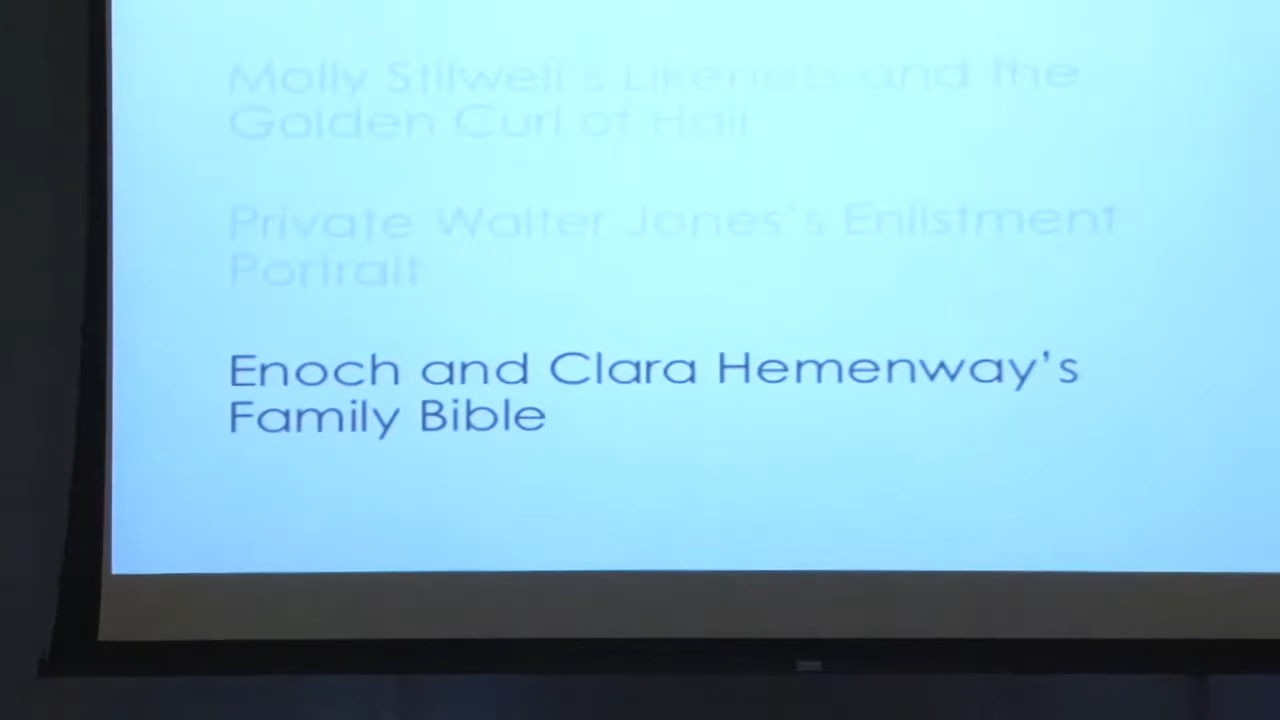 Molly Stilwell's Likeness and the
Golden Curl of Hair
Private Walter Jones's Enlistment
Portrait
Enoch and Clara Hemenway's
Family Bible